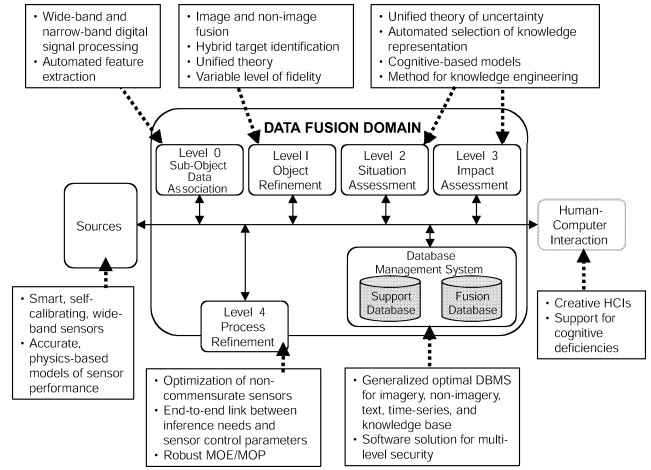 • Wide-band and
narrow-band digital
signal processing
• Automated feature
extraction
• Image and non-image
fusion
• Hybrid target identification
• Unified theory
• Variable level of fidelity
• Unified theory of uncertainty
• Automated selection of knowledge
representation
• Cognitive-based models
• Method for knowledge engineering
DATA FUSION DOMAIN
Level 0
Sub-Object
Data
Association
Level I
Object
Refinement
Level 2
Situation
Assessment
Level 3
Impact
Assessment
Sources
Human-
Computer
Interaction
Database
Management System
Support
Database
Fusion
Database
Level 4
Process
Refinement
• Smart, self-
calibrating, wide-
band sensors
• Accurate,
physics-based
models of sensor
performance
• Creative HCIs
• Support for
cognitive
deficiencies
• Optimization of non-
commensurate sensors
• End-to-end link between
inference needs and
sensor control parameters
• Robust MOE/MOP
• Generalized optimal DBMS
for imagery, non-imagery,
text, time-series, and
knowledge base
• Software solution for multi-
level security